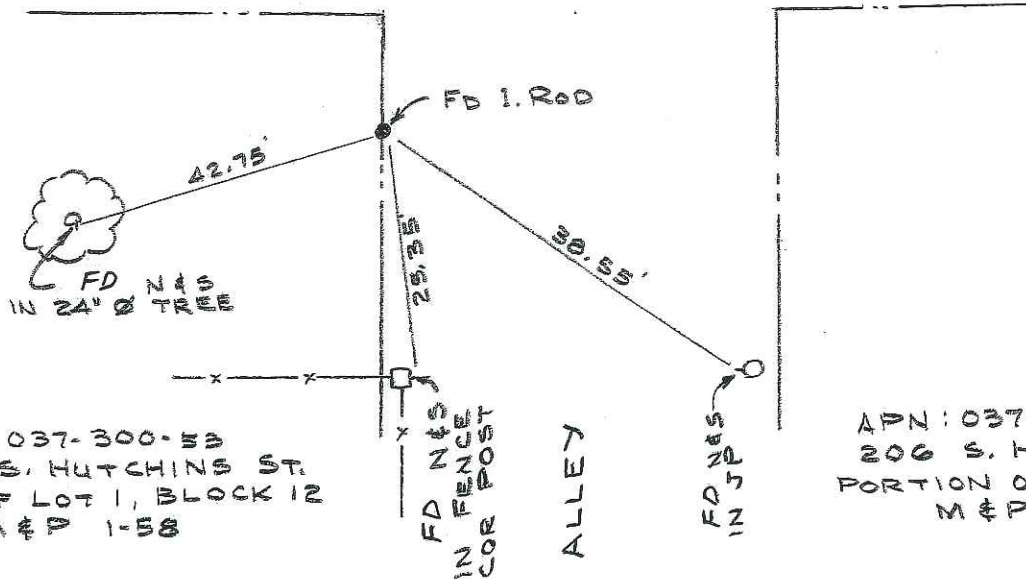 FD I. ROD
42.75'
25.35'
38.55'
FD N&S
IN 24" Ø TREE
FD N&S
IN FENCE
COR POST
ALLEY
FD N&S
IN JP
037-300-53
S. HUTCHINS ST.
LOT 1, BLOCK 12
& P 1-58
APN: 037
206 S. H
PORTION O
M & P